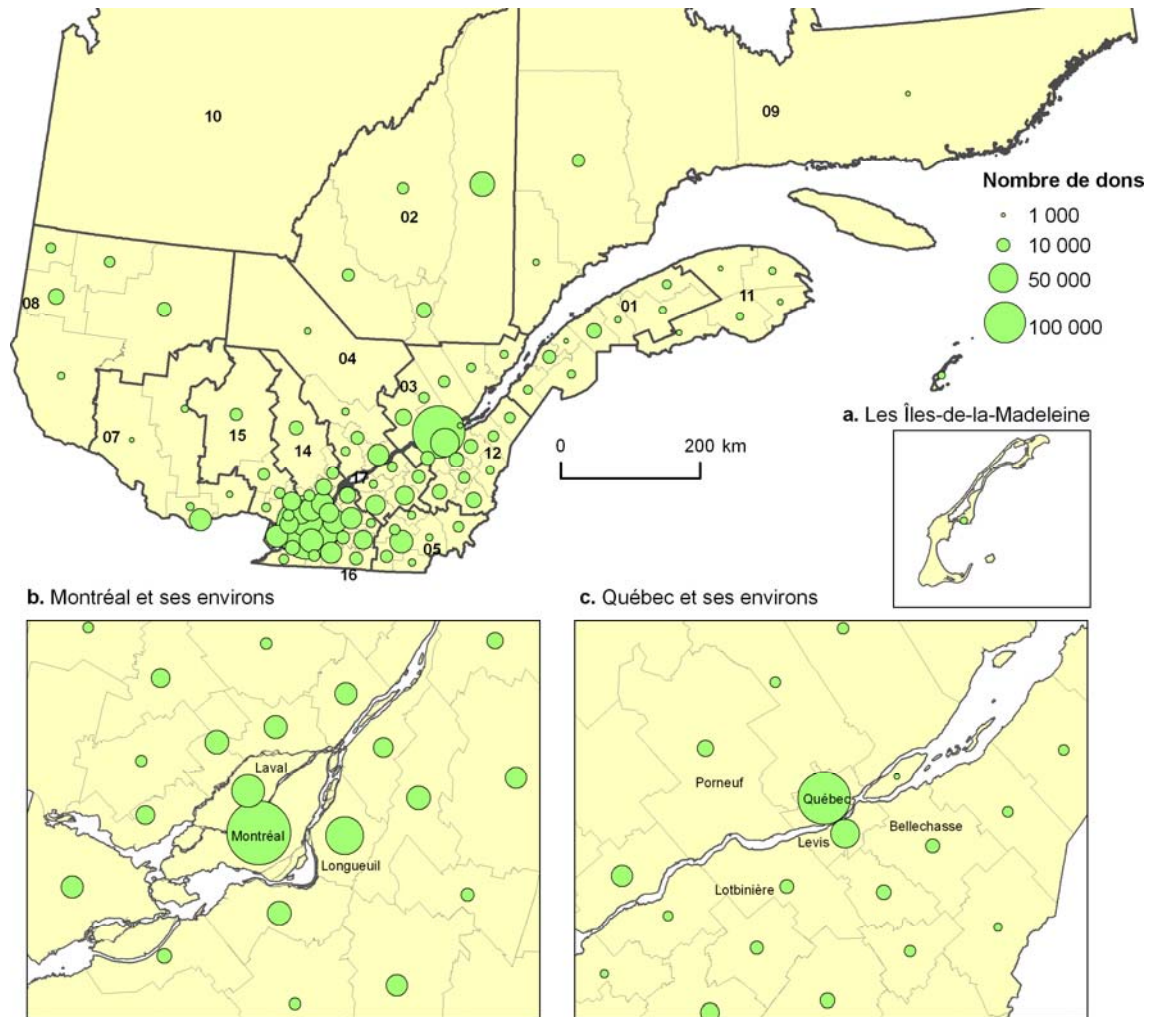 10
09
02
08
01
11
04
03
07
15
14
17
12
05
16
Nombre de dons
1 000
10 000
50 000
100 000
0 200 km
a. Les Îles-de-la-Madeleine
b. Montréal et ses environs
Laval
Montréal
Longueuil
c. Québec et ses environs
Porneuf
Québec
Levis
Bellechasse
Lotbinière